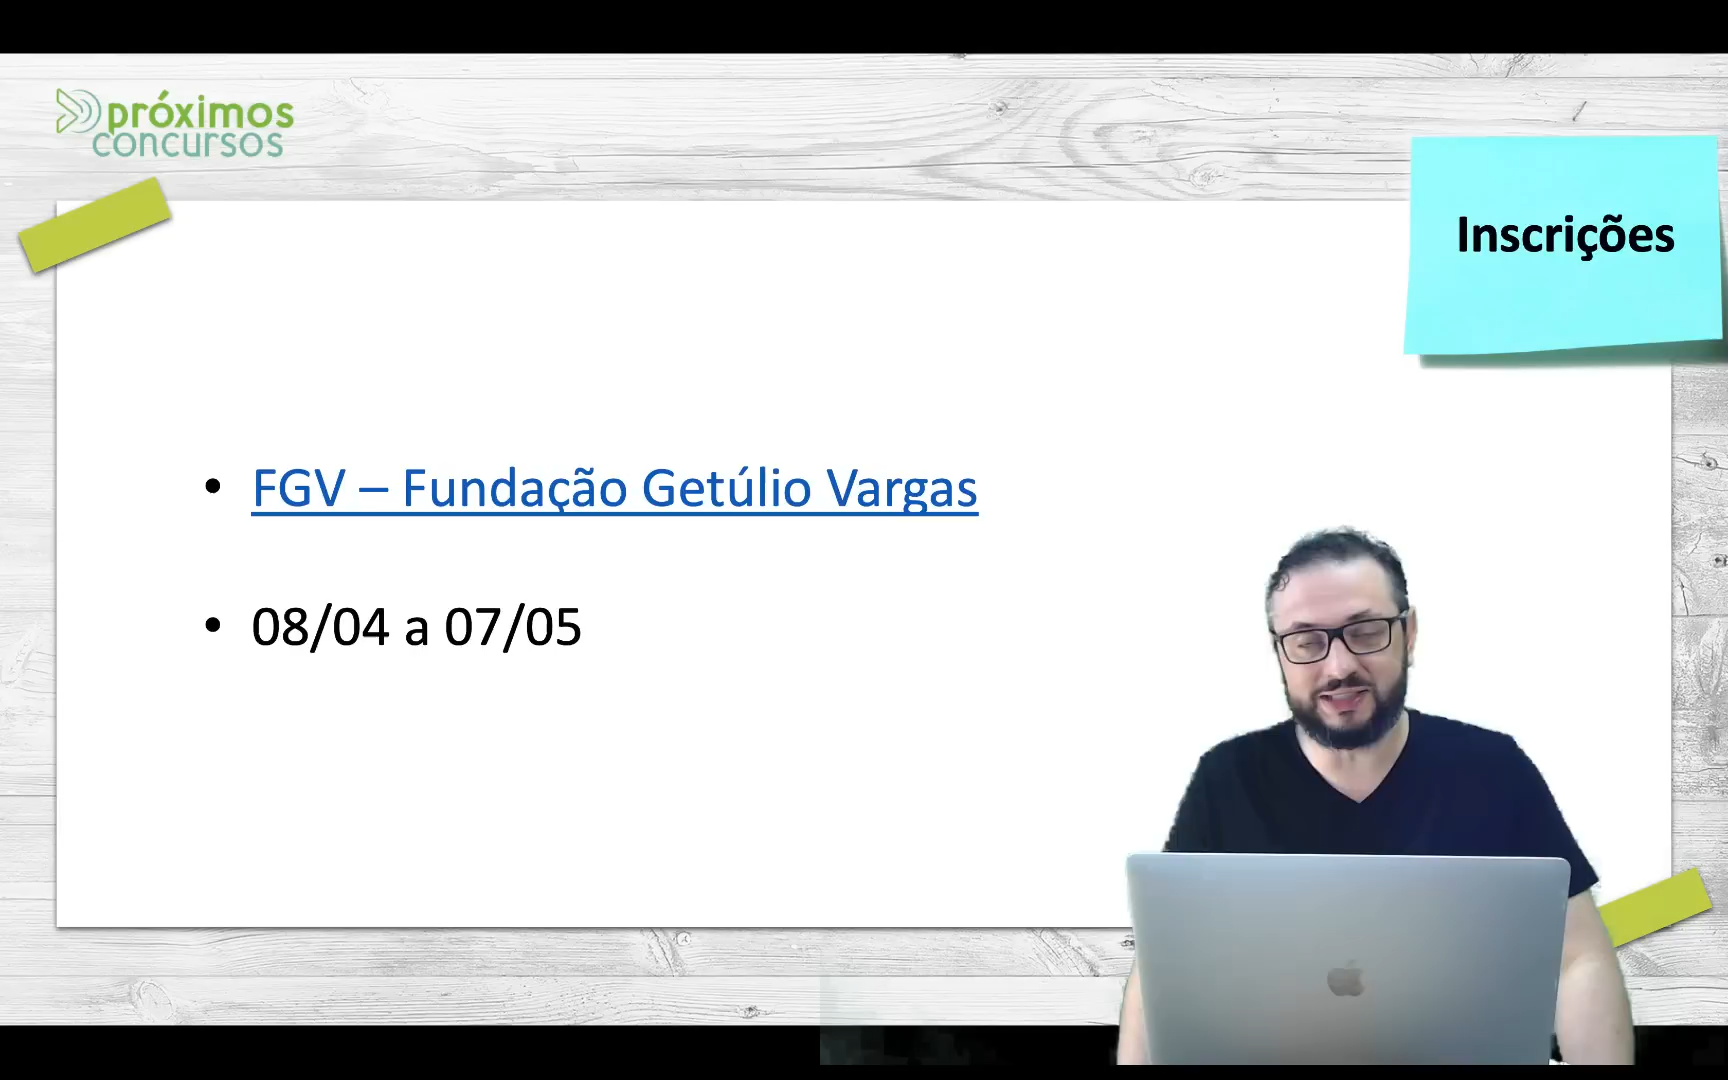 próximos
concursos
Inscrições
• FGV – Fundação Getúlio Vargas
• 08/04 a 07/05